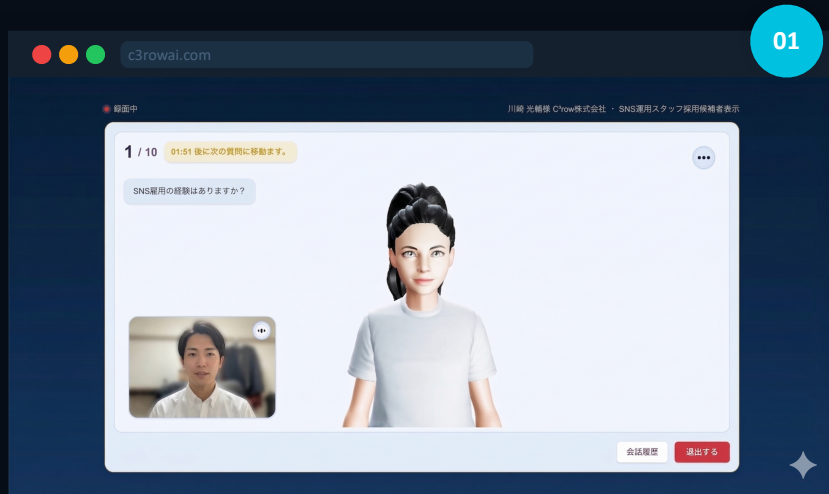 01
c3rowai.com
録画中
川崎 光輔様 C³row株式会社 ・ SNS運用スタッフ採用候補者表示
1 / 10 01:51 後に次の質問に移動ます。
SNS雇用の経験はありますか？
会話履歴
退出する